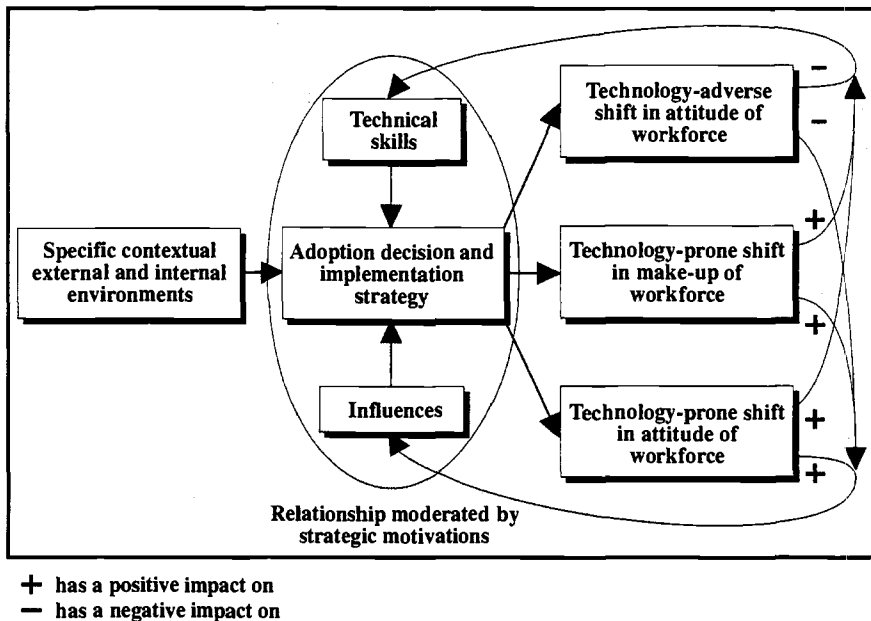 Technical
skills
Specific contextual
external and internal
environments
Adoption decision and
implementation
strategy
Influences
Relationship moderated by
strategic motivations
Technology-adverse
shift in attitude of
workforce
−
−
Technology-prone shift
in make-up of
workforce
+
+
Technology-prone shift
in attitude of
workforce
+
+
+ has a positive impact on
− has a negative impact on